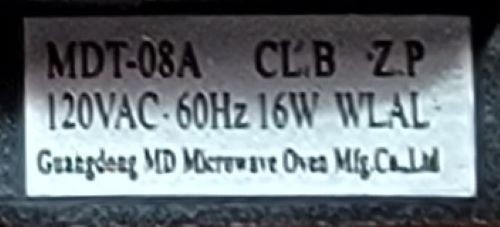 MDT-08A CL.B Z.P
120VAC·60Hz 16W WLAL
Guangdong MD Microwave Oven Mfg.Co.,Ltd